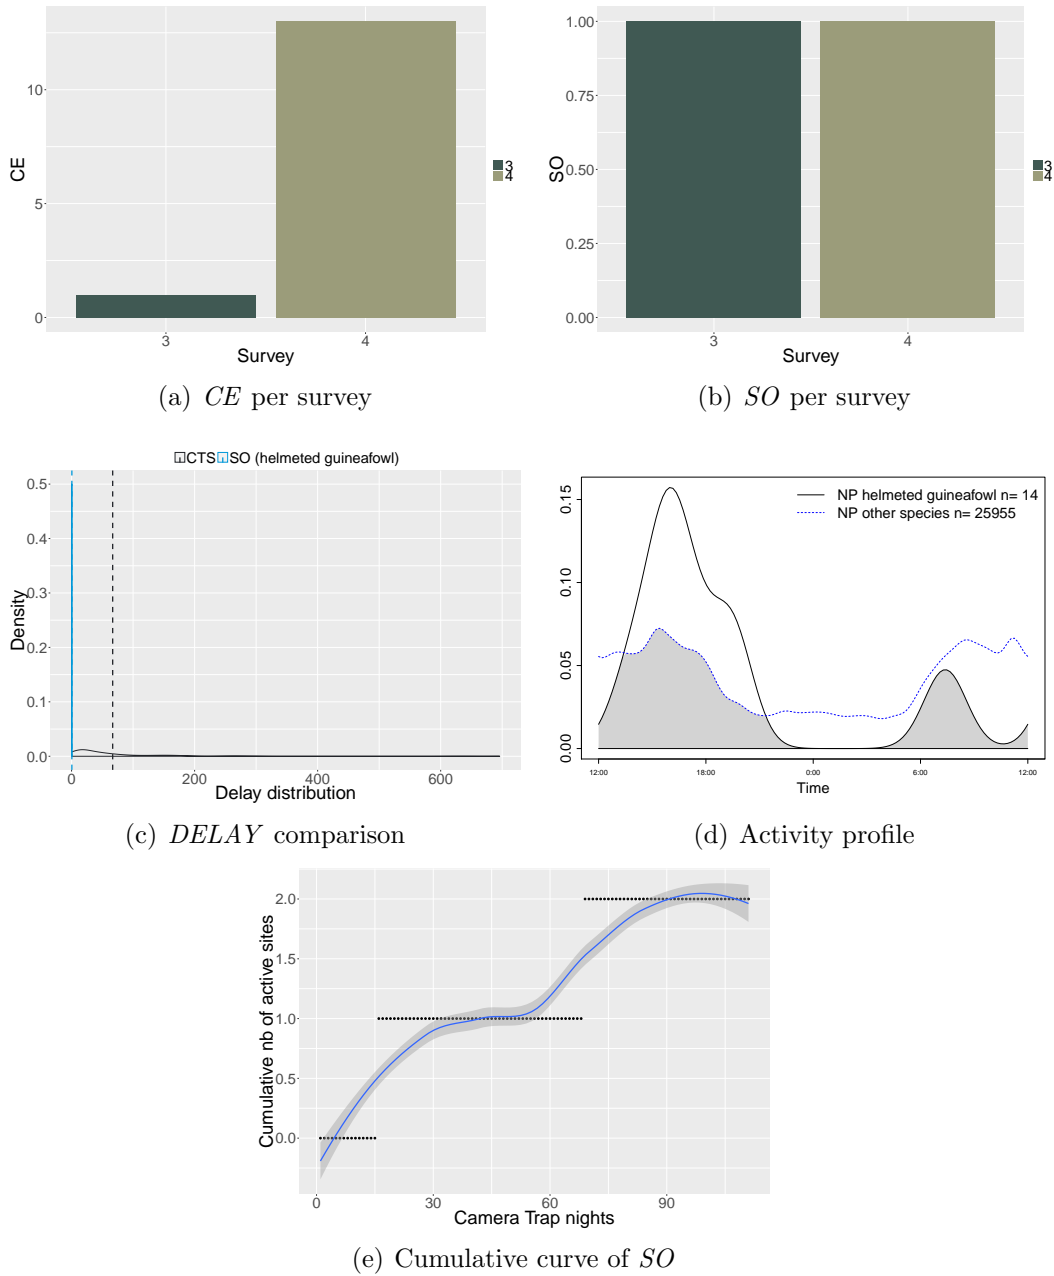 10
5
0
CE
3
4
Survey
3
4
(a) CE per survey
1.00
0.75
0.50
0.25
0.00
SO
3
4
Survey
3
4
(b) SO per survey
CTS SO (helmeted guineafowl)
0.5
0.4
0.3
0.2
0.1
0.0
Density
0 200 400 600
Delay distribution
(c) DELAY comparison
NP helmeted guineafowl n= 14
NP other species n= 25955
0.15
0.10
0.05
0.00
12:00 18:00 0:00 6:00 12:00
Time
(d) Activity profile
2.0
1.5
1.0
0.5
0.0
Cumulative nb of active sites
0 30 60 90
Camera Trap nights
(e) Cumulative curve of SO